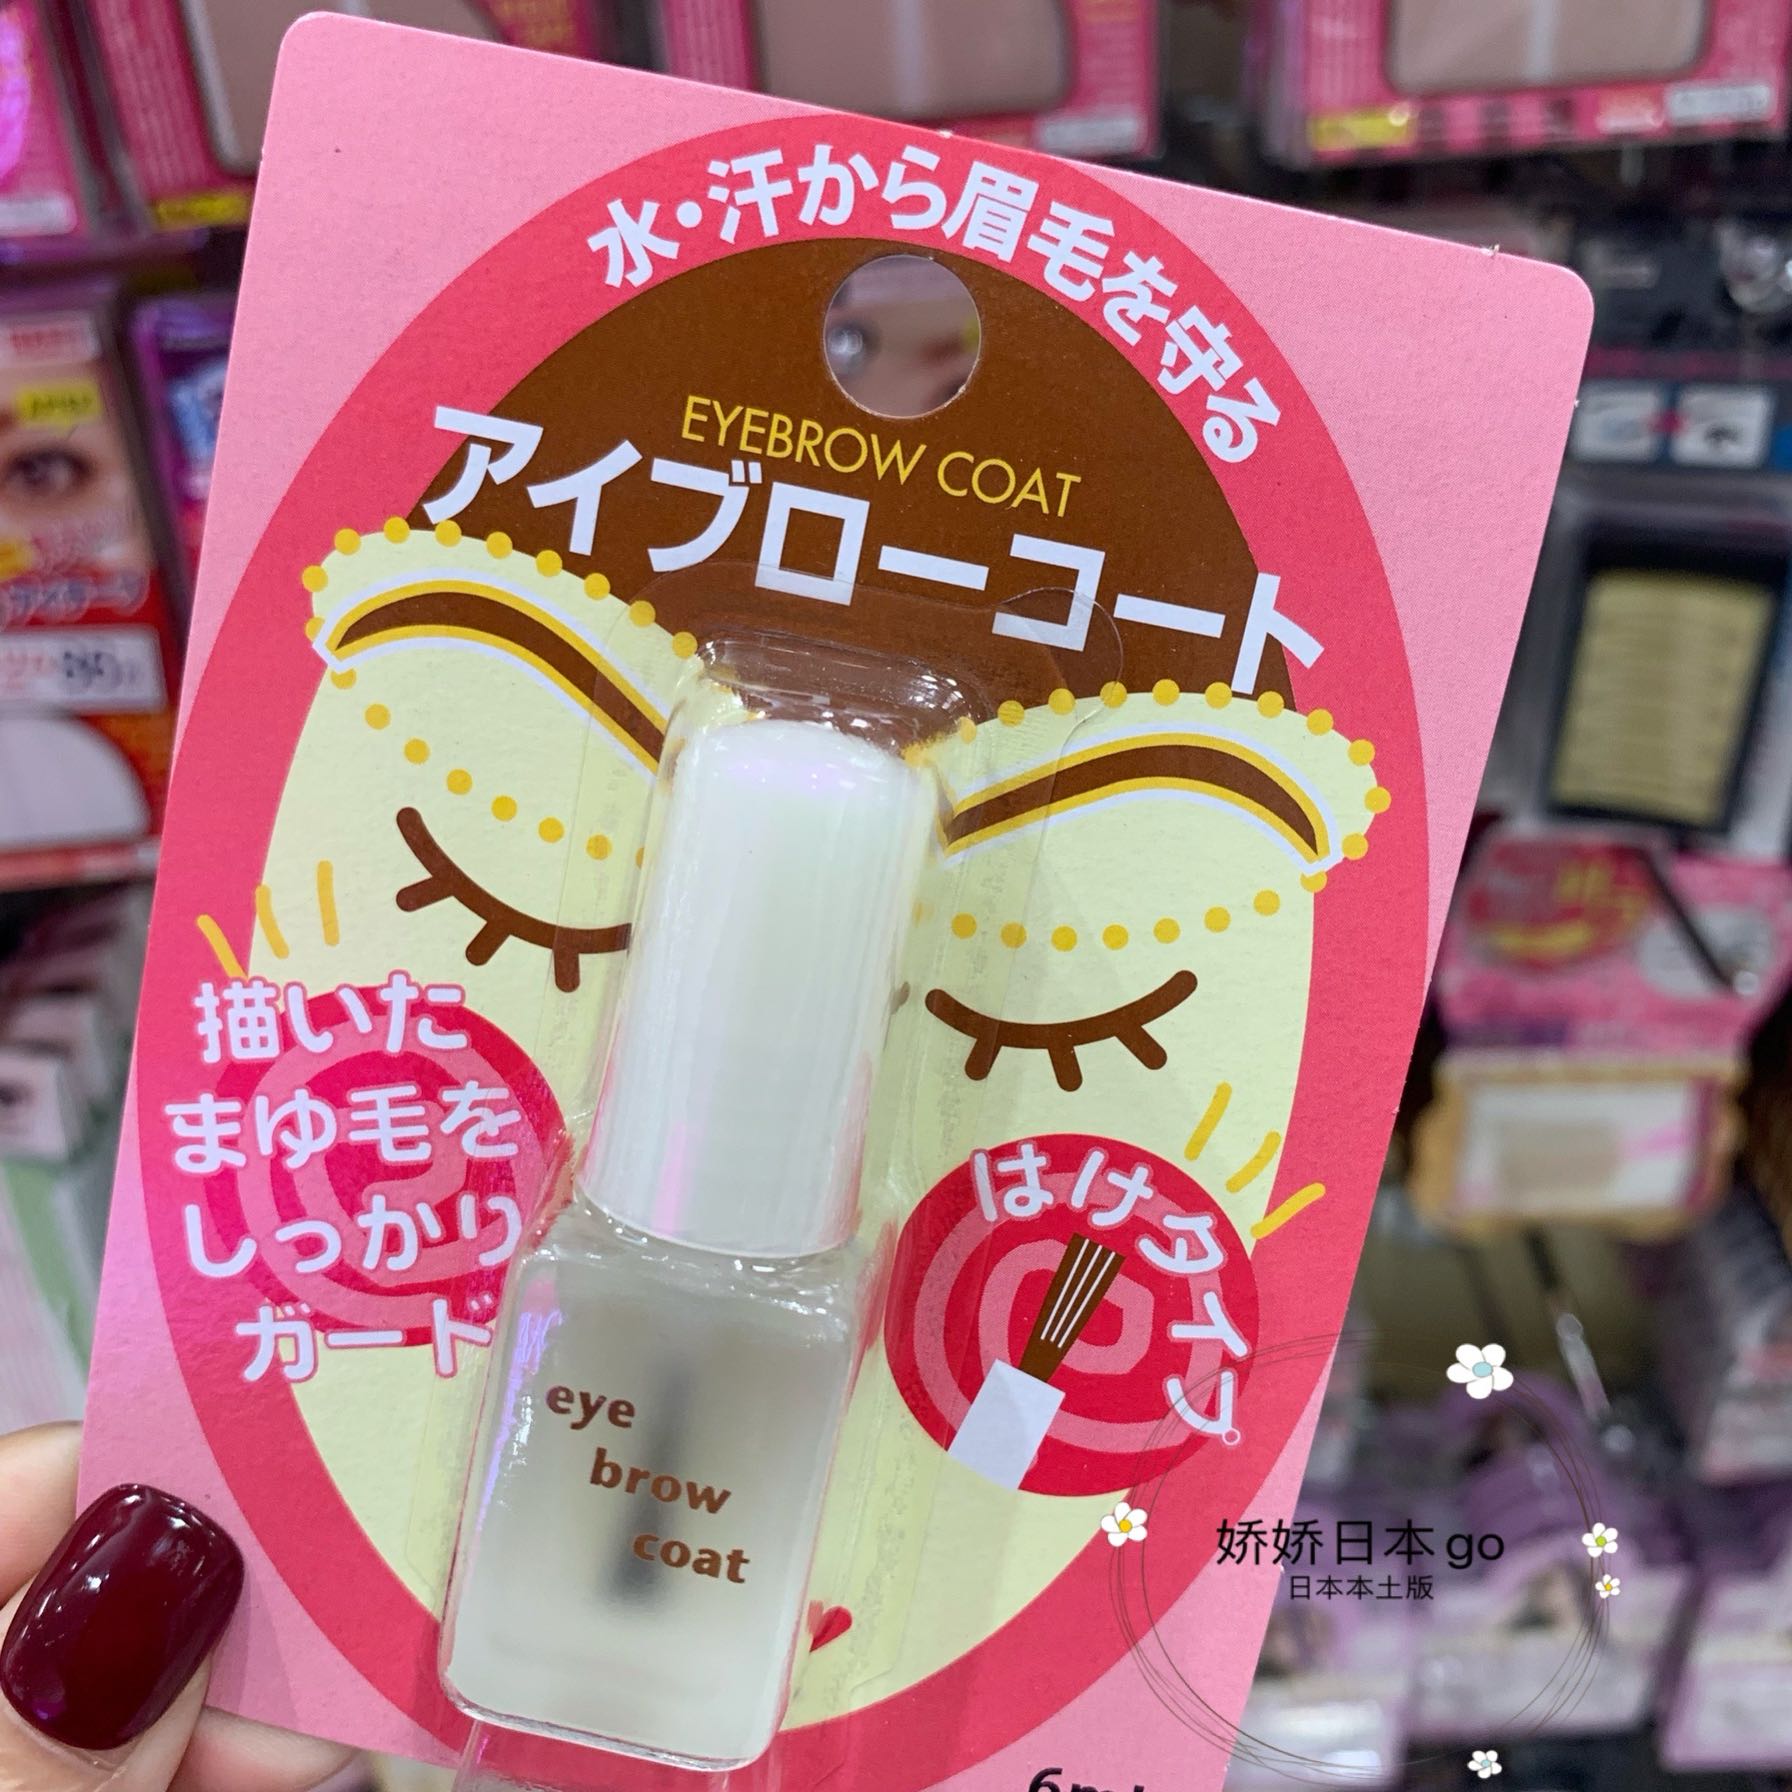 水・汗から眉毛を守る
EYEBROW COAT
アイブローコート
描いた
まゆ毛を
しっかり
ガード
はけタイプ。
eye
brow
coat
娇娇日本go
日本本土版